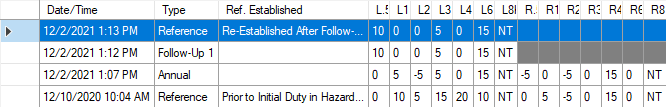 Date/Time Type Ref. Established L.5 L1 L2 L3 L4 L6 L8 R. R1 R2 R3 R4 R6 R8
12/2/2021 1:13 PM Reference Re-Established After Follow-... 10 0 0 5 0 15 NT
12/2/2021 1:12 PM Follow-Up 1 10 0 0 5 0 15 NT
12/2/2021 1:07 PM Annual 0 5 -5 5 0 15 NT -5 0 -5 0 15 0 NT
12/10/2020 10:04 AM Reference Prior to Initial Duty in Hazard... 0 10 5 15 20 10 NT 0 5 -5 0 15 0 NT